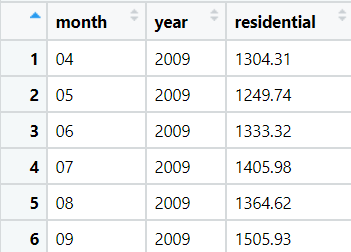 month year residential
1 04 2009 1304.31
2 05 2009 1249.74
3 06 2009 1333.32
4 07 2009 1405.98
5 08 2009 1364.62
6 09 2009 1505.93